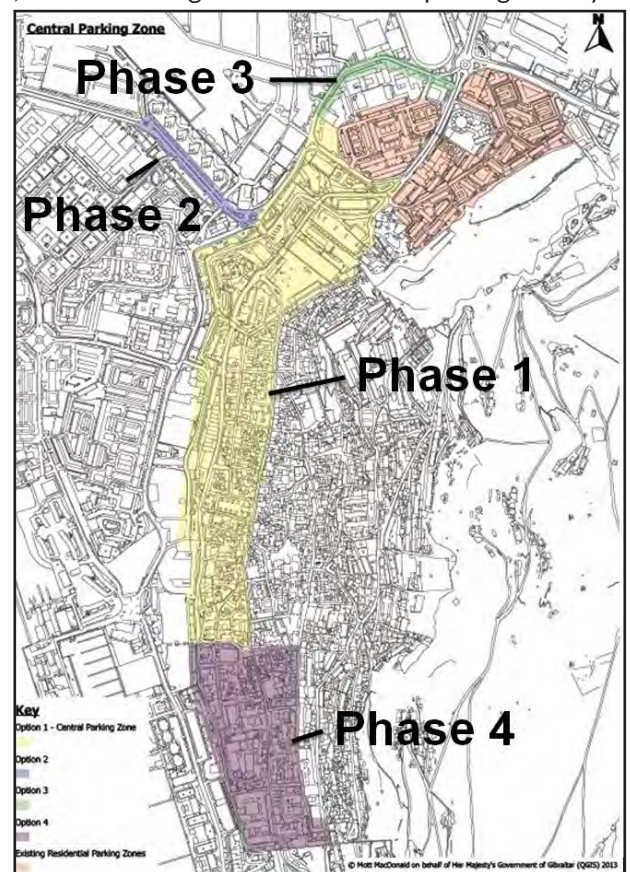 Central Parking Zone
N
Phase 3
Phase 2
Phase 1
Phase 4
Key
Option 1 - Central Parking Zone
Option 2
Option 3
Option 4
Existing Residential Parking Zones
© Mott MacDonald on behalf of Her Majesty's Government of Gibraltar (QGIS) 2013